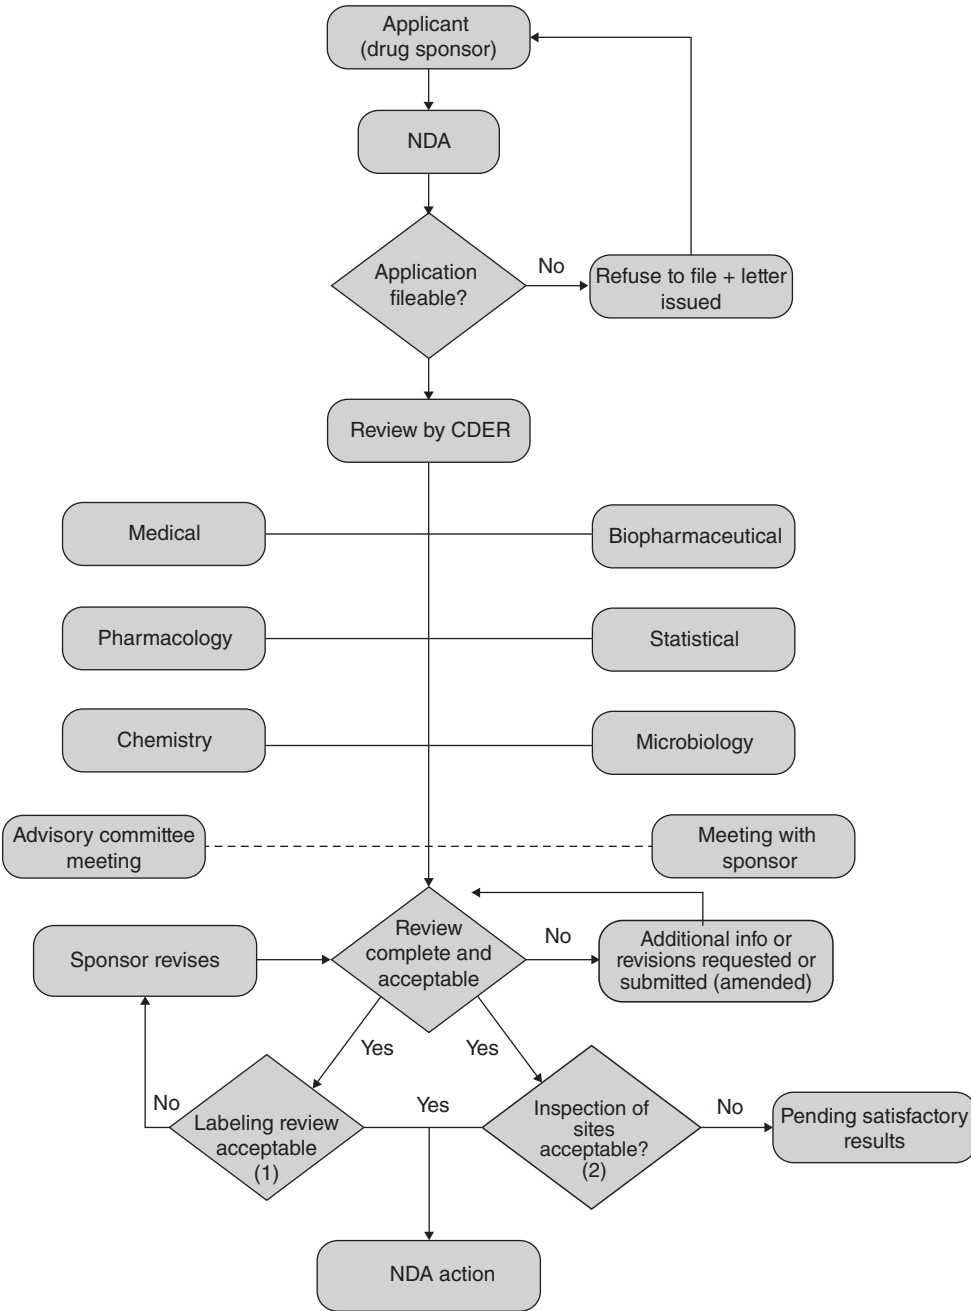 Applicant
(drug sponsor)
NDA
Application
fileable?
No
Refuse to file + letter
issued
Review by CDER
Medical
Biopharmaceutical
Pharmacology
Statistical
Chemistry
Microbiology
Advisory committee
meeting
Meeting with
sponsor
Sponsor revises
Review
complete and
acceptable
No
Additional info or
revisions requested or
submitted (amended)
Yes
Yes
No
Labeling review
acceptable
(1)
Yes
Inspection of
sites
acceptable?
(2)
No
Pending satisfactory
results
NDA action